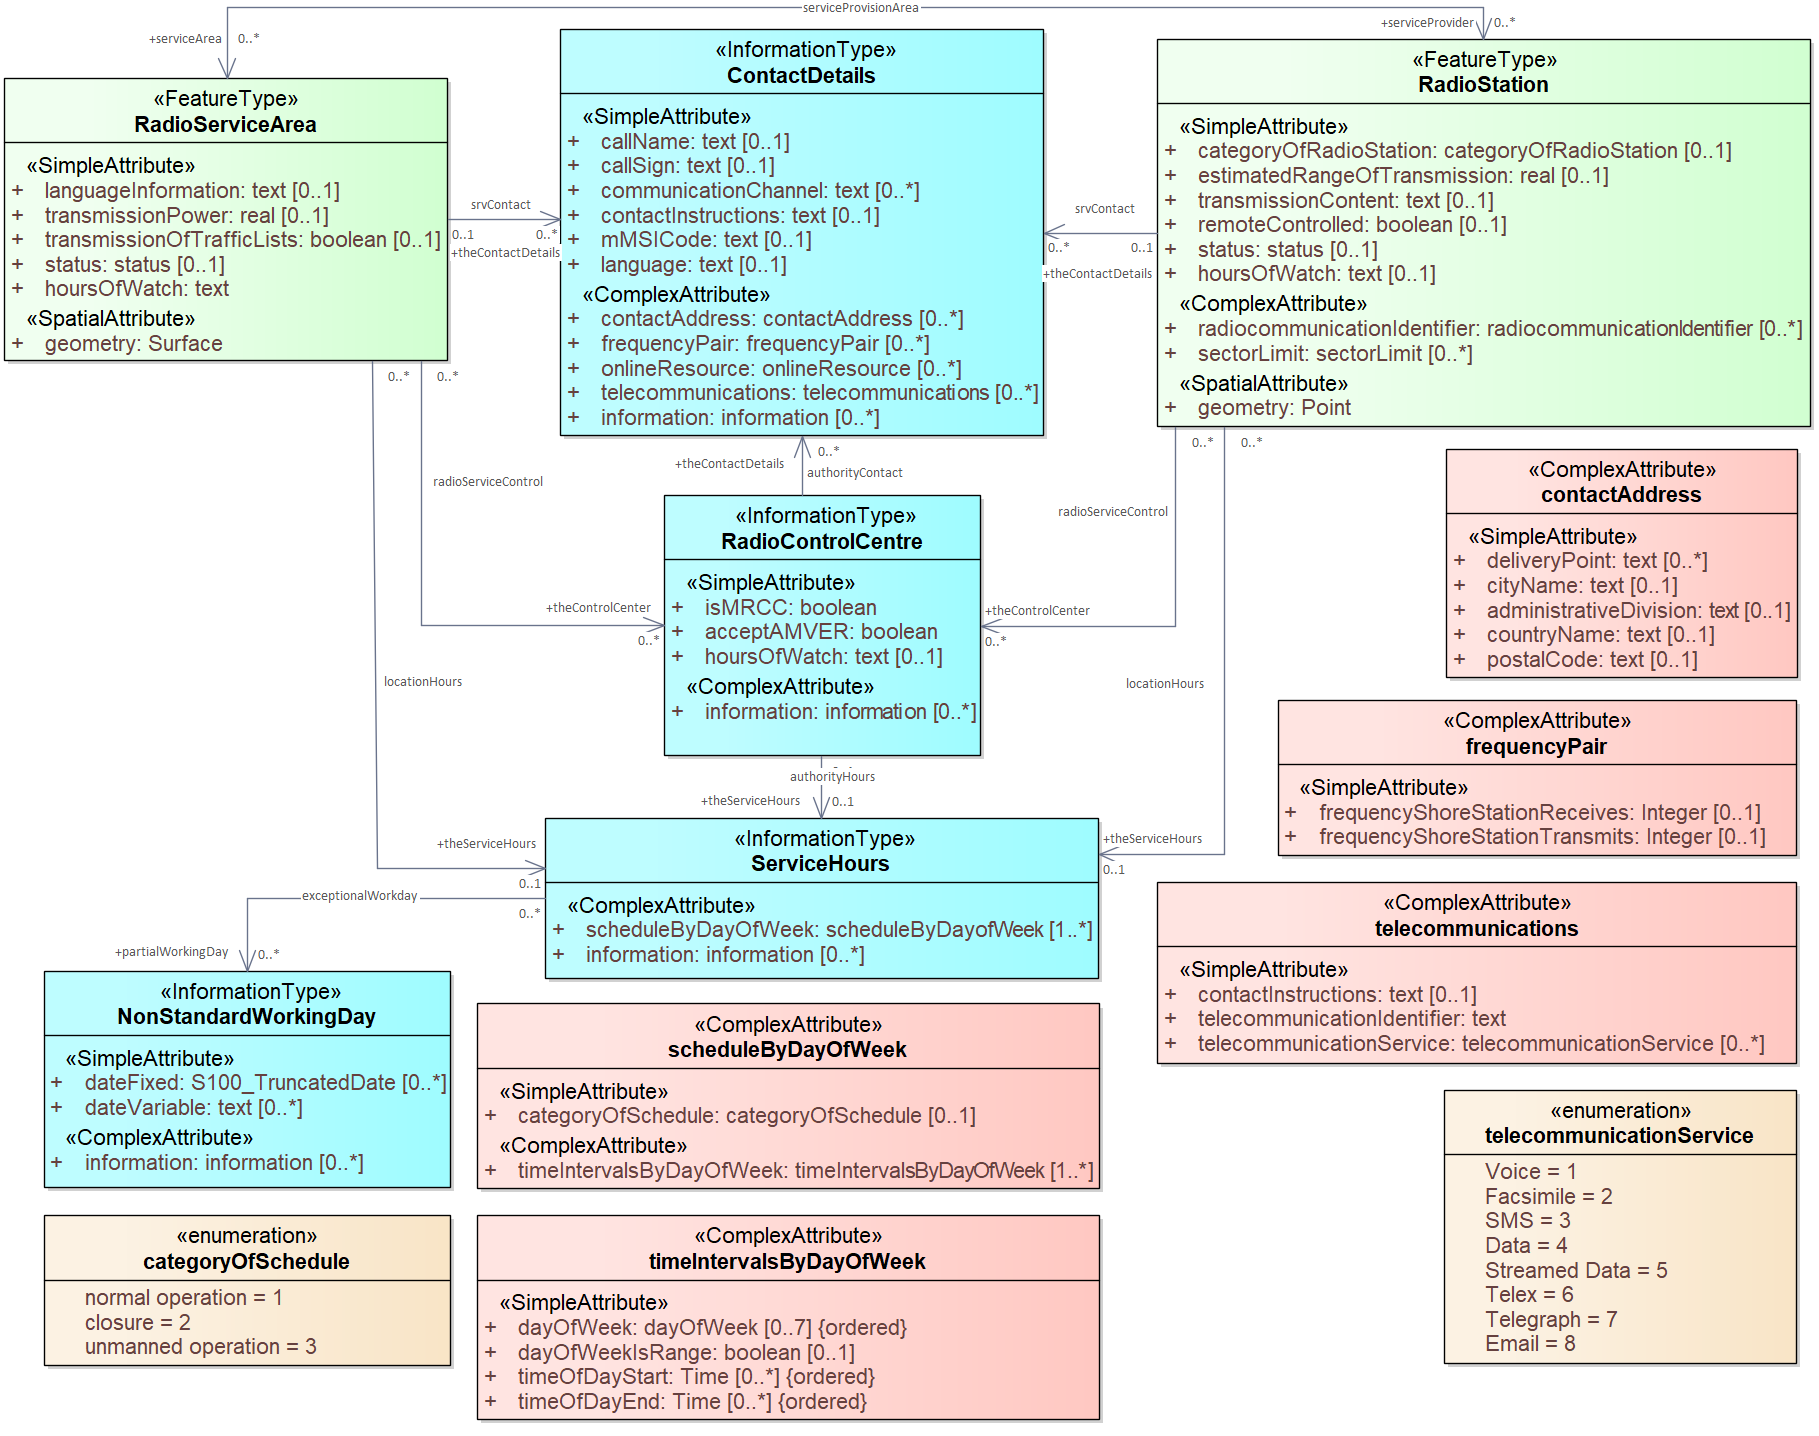 serviceProvisionArea
+serviceArea 0..*
+serviceProvider 0..*
«FeatureType»
RadioServiceArea
«SimpleAttribute»
+ languageInformation: text [0..1]
+ transmissionPower: real [0..1]
+ transmissionOfTrafficLists: boolean [0..1]
+ status: status [0..1]
+ hoursOfWatch: text
«SpatialAttribute»
+ geometry: Surface
«InformationType»
ContactDetails
«SimpleAttribute»
+ callName: text [0..1]
+ callSign: text [0..1]
+ communicationChannel: text [0..*]
+ contactInstructions: text [0..1]
+ mMSICode: text [0..1]
+ language: text [0..1]
«ComplexAttribute»
+ contactAddress: contactAddress [0..*]
+ frequencyPair: frequencyPair [0..*]
+ onlineResource: onlineResource [0..*]
+ telecommunications: telecommunications [0..*]
+ information: information [0..*]
«FeatureType»
RadioStation
«SimpleAttribute»
+ categoryOfRadioStation: categoryOfRadioStation [0..1]
+ estimatedRangeOfTransmission: real [0..1]
+ transmissionContent: text [0..1]
+ remoteControlled: boolean [0..1]
+ status: status [0..1]
+ hoursOfWatch: text [0..1]
«ComplexAttribute»
+ radiocommunicationIdentifier: radiocommunicationIdentifier [0..*]
+ sectorLimit: sectorLimit [0..*]
«SpatialAttribute»
+ geometry: Point
srvContact
0..1 0..*
+theContactDetails
srvContact
0..* 0..1
+theContactDetails
0..* 0..*
0..* 0..*
+theContactDetails 0..*
authorityContact
radioServiceControl
radioServiceControl
«InformationType»
RadioControlCentre
«SimpleAttribute»
+ isMRCC: boolean
+ acceptAMVER: boolean
+ hoursOfWatch: text [0..1]
«ComplexAttribute»
+ information: information [0..*]
+theControlCenter
0..*
+theControlCenter
0..*
locationHours
locationHours
authorityHours
+theServiceHours 0..1
+theServiceHours
0..1
+theServiceHours
0..1
«InformationType»
ServiceHours
«ComplexAttribute»
+ scheduleByDayOfWeek: scheduleByDayofWeek [1..*]
+ information: information [0..*]
exceptionalWorkday
0..*
+partialWorkingDay 0..*
«InformationType»
NonStandardWorkingDay
«SimpleAttribute»
+ dateFixed: S100_TruncatedDate [0..*]
+ dateVariable: text [0..*]
«ComplexAttribute»
+ information: information [0..*]
«enumeration»
categoryOfSchedule
normal operation = 1
closure = 2
unmanned operation = 3
«ComplexAttribute»
scheduleByDayOfWeek
«SimpleAttribute»
+ categoryOfSchedule: categoryOfSchedule [0..1]
«ComplexAttribute»
+ timeIntervalsByDayOfWeek: timeIntervalsByDayOfWeek [1..*]
«ComplexAttribute»
timeIntervalsByDayOfWeek
«SimpleAttribute»
+ dayOfWeek: dayOfWeek [0..7] {ordered}
+ dayOfWeekIsRange: boolean [0..1]
+ timeOfDayStart: Time [0..*] {ordered}
+ timeOfDayEnd: Time [0..*] {ordered}
«ComplexAttribute»
contactAddress
«SimpleAttribute»
+ deliveryPoint: text [0..*]
+ cityName: text [0..1]
+ administrativeDivision: text [0..1]
+ countryName: text [0..1]
+ postalCode: text [0..1]
«ComplexAttribute»
frequencyPair
«SimpleAttribute»
+ frequencyShoreStationReceives: Integer [0..1]
+ frequencyShoreStationTransmits: Integer [0..1]
«ComplexAttribute»
telecommunications
«SimpleAttribute»
+ contactInstructions: text [0..1]
+ telecommunicationIdentifier: text
+ telecommunicationService: telecommunicationService [0..*]
«enumeration»
telecommunicationService
Voice = 1
Facsimile = 2
SMS = 3
Data = 4
Streamed Data = 5
Telex = 6
Telegraph = 7
Email = 8